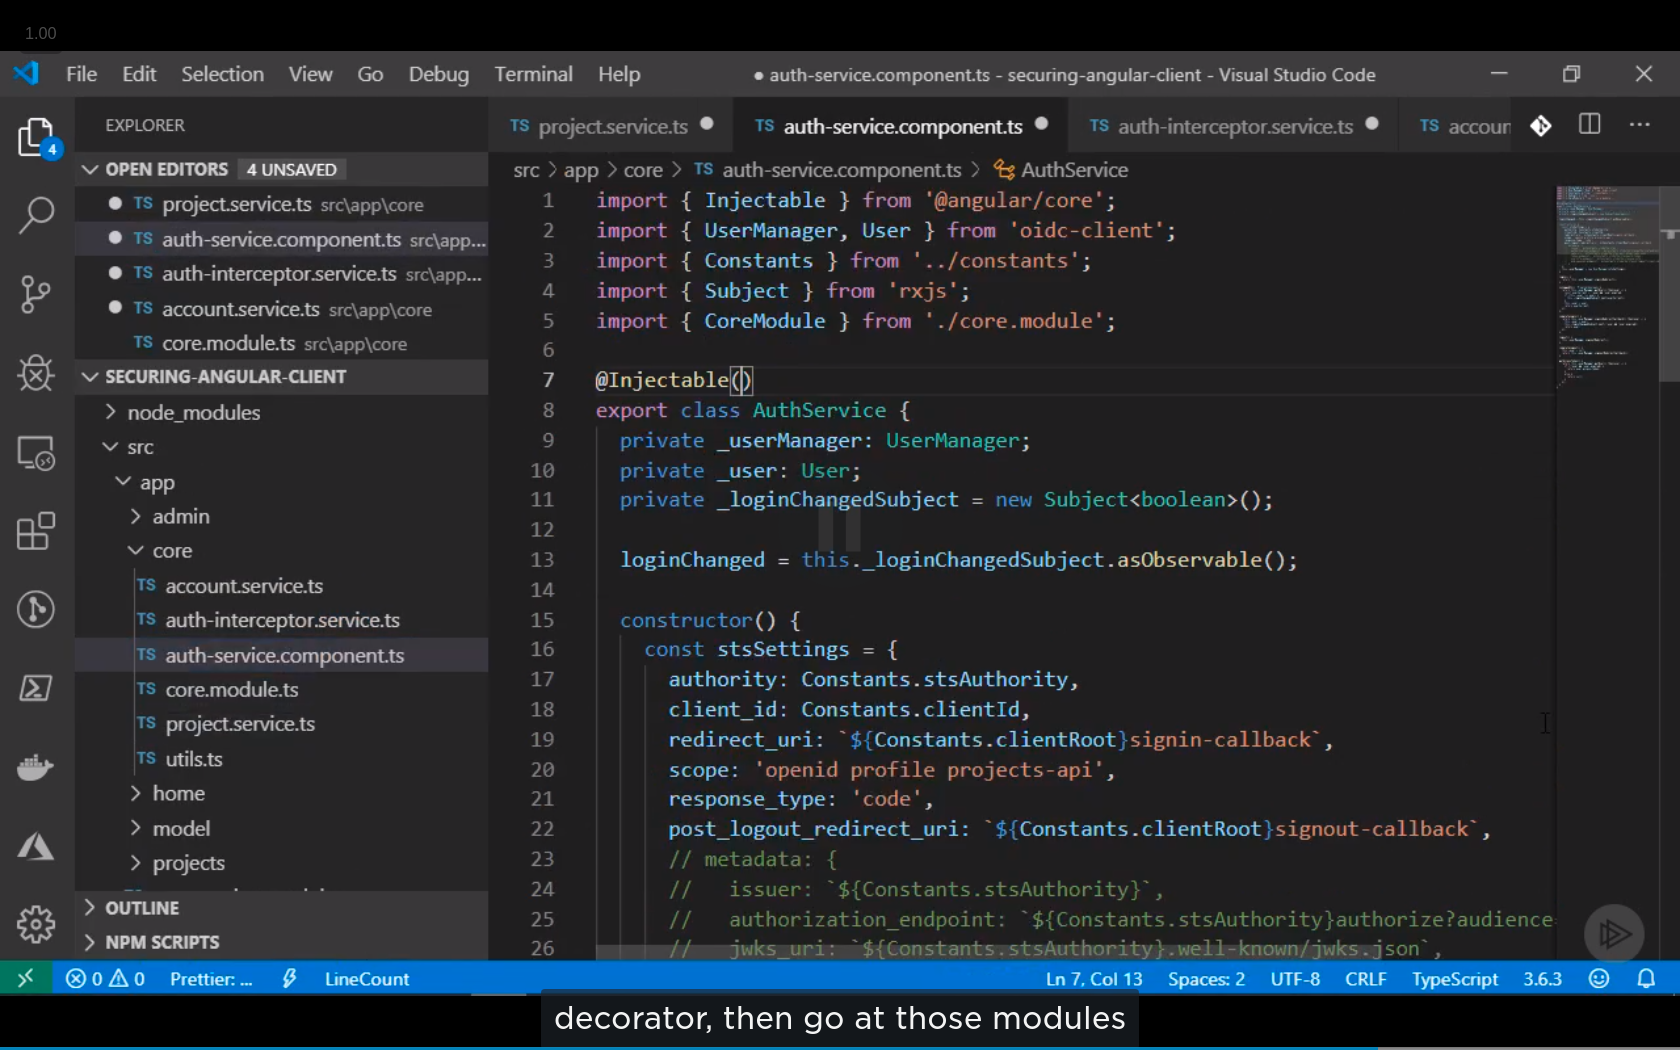 1.00
File Edit Selection View Go Debug Terminal Help
● auth-service.component.ts - securing-angular-client - Visual Studio Code
4
EXPLORER
OPEN EDITORS 4 UNSAVED
TS project.service.ts src\app\core
TS auth-service.component.ts src\app...
TS auth-interceptor.service.ts src\app...
TS account.service.ts src\app\core
TS core.module.ts src\app\core
SECURING-ANGULAR-CLIENT
node_modules
src
app
admin
core
TS account.service.ts
TS auth-interceptor.service.ts
TS auth-service.component.ts
TS core.module.ts
TS project.service.ts
TS utils.ts
home
model
projects
OUTLINE
NPM SCRIPTS
TS project.service.ts TS auth-service.component.ts TS auth-interceptor.service.ts TS accoun ...
src > app > core > TS auth-service.component.ts > AuthService
1 import { Injectable } from '@angular/core';
2 import { UserManager, User } from 'oidc-client';
3 import { Constants } from '../constants';
4 import { Subject } from 'rxjs';
5 import { CoreModule } from './core.module';
6
7 @Injectable()
8 export class AuthService {
9 private _userManager: UserManager;
10 private _user: User;
11 private _loginChangedSubject = new Subject<boolean>();
12
13 loginChanged = this._loginChangedSubject.asObservable();
14
15 constructor() {
16 const stsSettings = {
17 authority: Constants.stsAuthority,
18 client_id: Constants.clientId,
19 redirect_uri: `${Constants.clientRoot}signin-callback`,
20 scope: 'openid profile projects-api',
21 response_type: 'code',
22 post_logout_redirect_uri: `${Constants.clientRoot}signout-callback`,
23 // metadata: {
24 // issuer: `${Constants.stsAuthority}`,
25 // authorization_endpoint: `${Constants.stsAuthority}authorize?audience=
26 // jwks_uri: `${Constants.stsAuthority}.well-known/jwks.json`,
0 0 Prettier: ... LineCount Ln 7, Col 13 Spaces: 2 UTF-8 CRLF TypeScript 3.6.3
decorator, then go at those modules